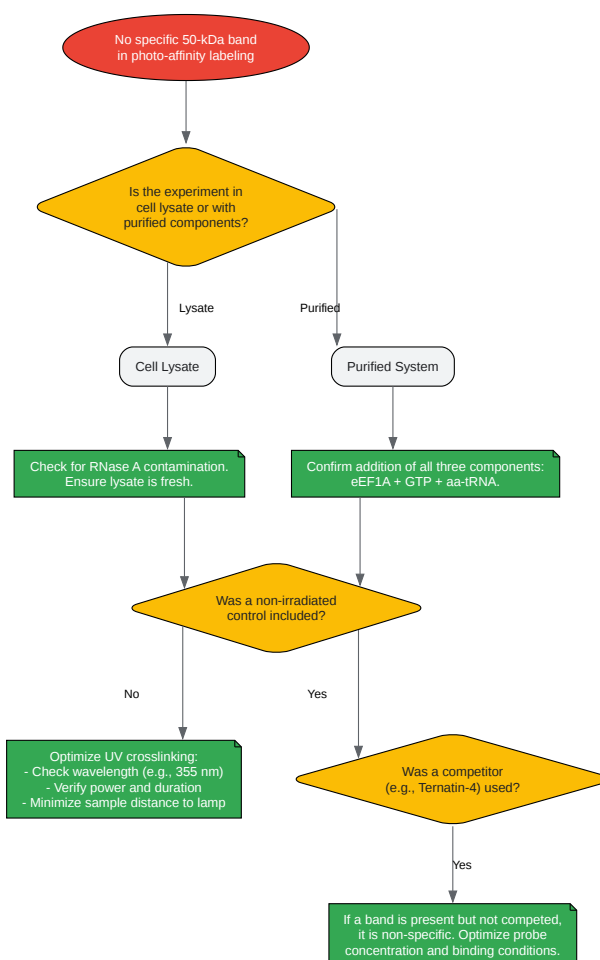 No specific 50-kDa band
in photo-affinity labeling
Is the experiment in
cell lysate or with
purified components?
Lysate
Purified
Cell Lysate
Purified System
Check for RNase A contamination.
Ensure lysate is fresh.
Confirm addition of all three components:
eEF1A + GTP + aa-tRNA.
Was a non-irradiated
control included?
No
Yes
Optimize UV crosslinking:
- Check wavelength (e.g., 355 nm)
- Verify power and duration
- Minimize sample distance to lamp
Was a competitor
(e.g., Ternatin-4) used?
Yes
If a band is present but not competed,
it is non-specific. Optimize probe
concentration and binding conditions.